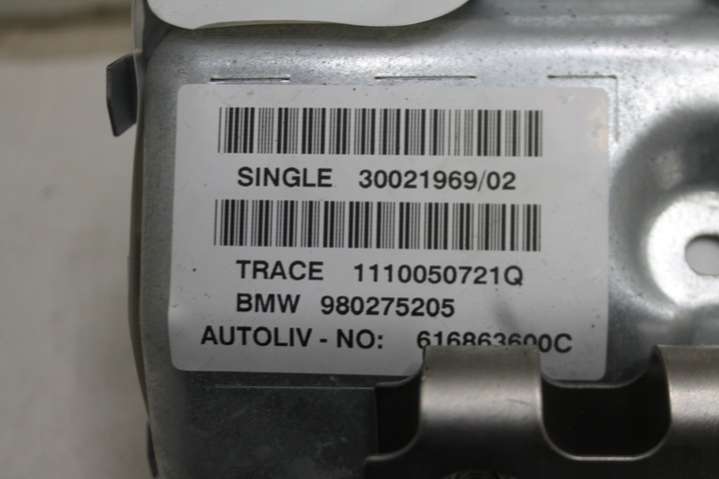 SINGLE 30021969/02
TRACE 1110050721Q
BMW 980275205
AUTOLIV - NO: 616863600C